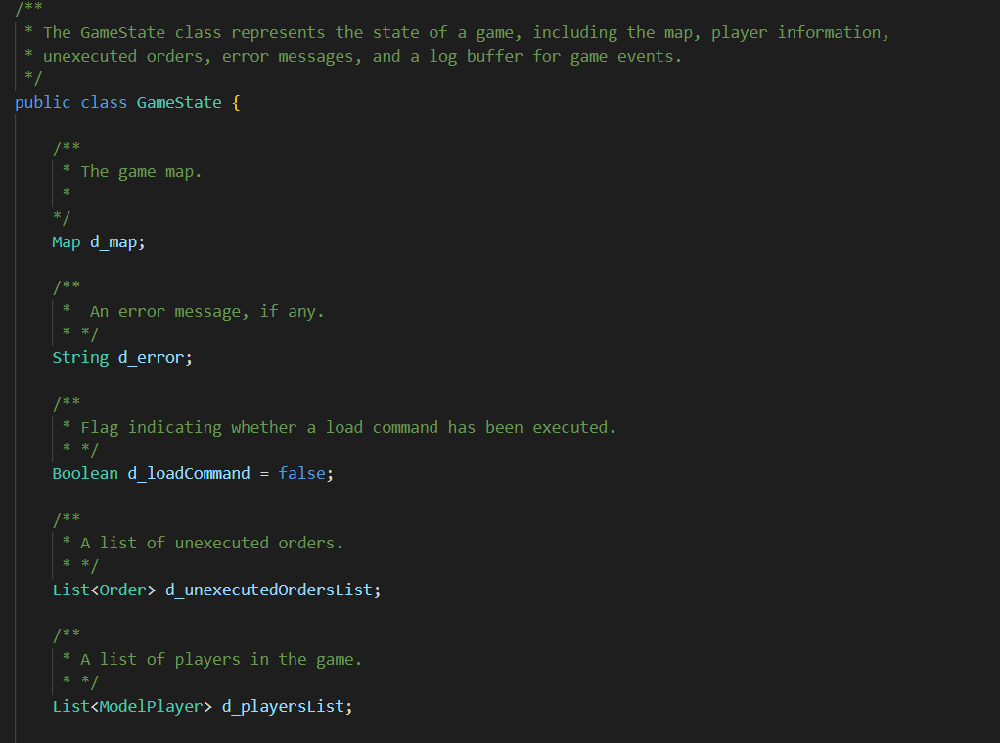 /**
 * The GameState class represents the state of a game, including the map, player information,
 * unexecuted orders, error messages, and a log buffer for game events.
 */
public class GameState {

    /**
     * The game map.
     *
    */
    Map d_map;

    /**
     *  An error message, if any.
     * */
    String d_error;

    /**
     * Flag indicating whether a load command has been executed.
     * */
    Boolean d_loadCommand = false;

    /**
     * A list of unexecuted orders.
     * */
    List<Order> d_unexecutedOrdersList;

    /**
     * A list of players in the game.
     * */
    List<ModelPlayer> d_playersList;